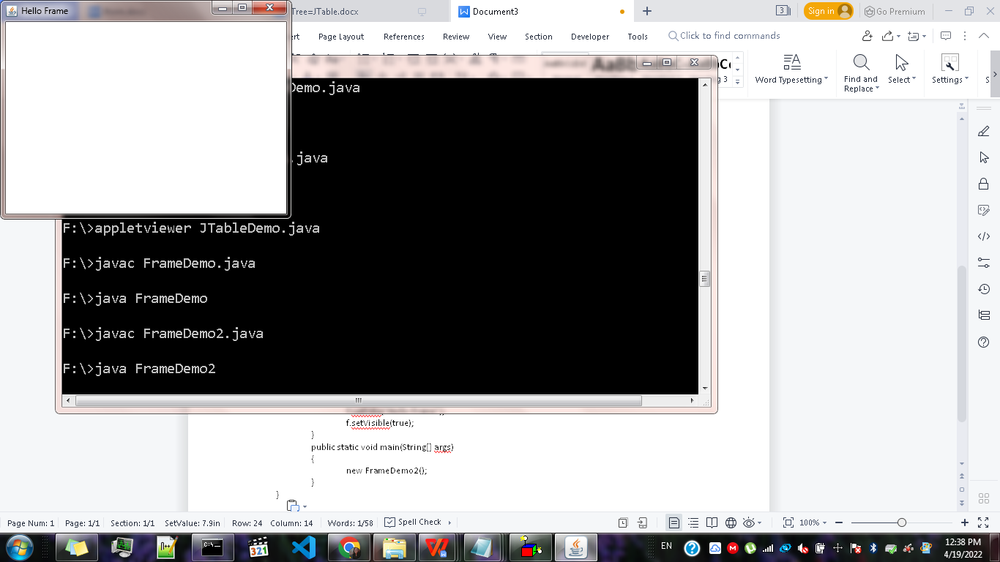 Hello Frame
Tree=JTable.docx
Document3
3
Sign in
Go Premium
Page Layout
References
Review
View
Section
Developer
Tools
Click to find commands
Word Typesetting
Find and
Replace
Select
Settings
Demo.java
.java
F:\>appletviewer JTableDemo.java
F:\>javac FrameDemo.java
F:\>java FrameDemo
F:\>javac FrameDemo2.java
F:\>java FrameDemo2
f.setVisible(true);
}
public static void main(String[] args)
{
new FrameDemo2();
}
}
Page Num: 1 Page: 1/1 Section: 1/1 SetValue: 7.9in Row: 24 Column: 14 Words: 1/58 Spell Check 100%
EN
12:38 PM
4/19/2022